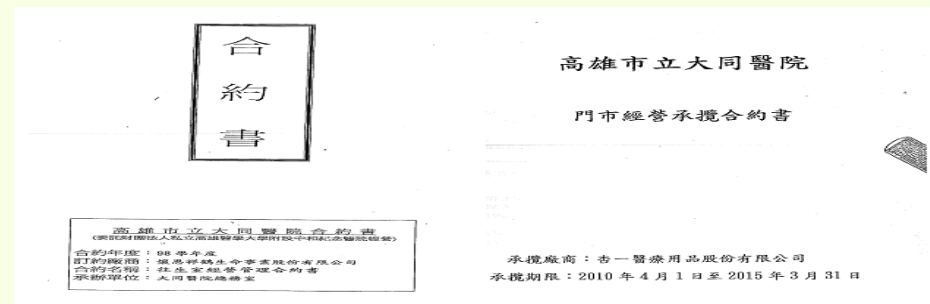 合
約
書
高雄市立大同醫院合約書
(委託財團法人私立高雄醫學大學附設中和紀念醫院經營)
合約年度：98 學年度
訂約廠商：懷恩祥鶴生命事業股份有限公司
合約名稱：往生室經營管理合約書
承辦單位：大同醫院總務室
高雄市立大同醫院
門市經營承攬合約書
承攬廠商：杏一醫療用品股份有限公司
承攬期限：2010 年 4 月 1 日至 2015 年 3 月 31 日